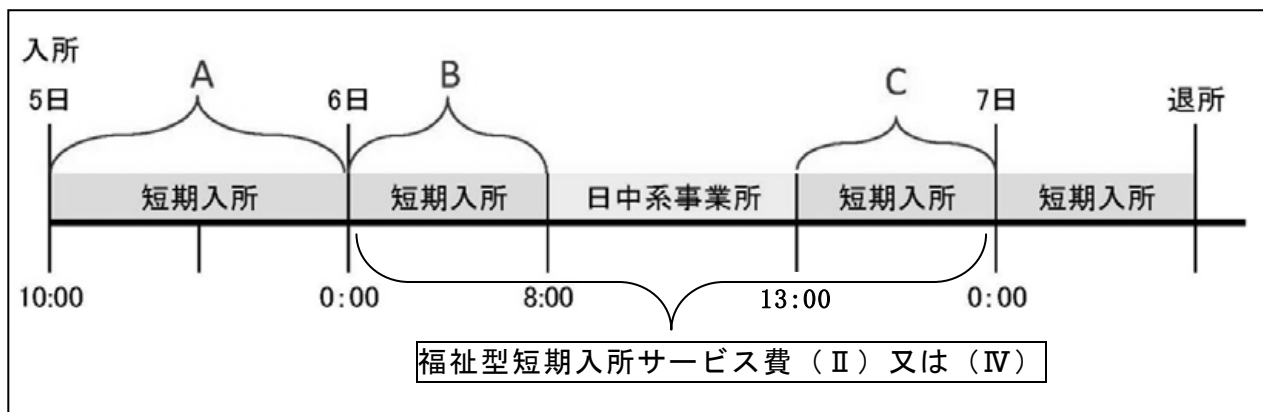 入所
A
B
C
5日
6日
7日
退所
短期入所
短期入所
日中系事業所
短期入所
短期入所
10:00
0:00
8:00
13:00
0:00
福祉型短期入所サービス費(Ⅱ)又は(Ⅳ)